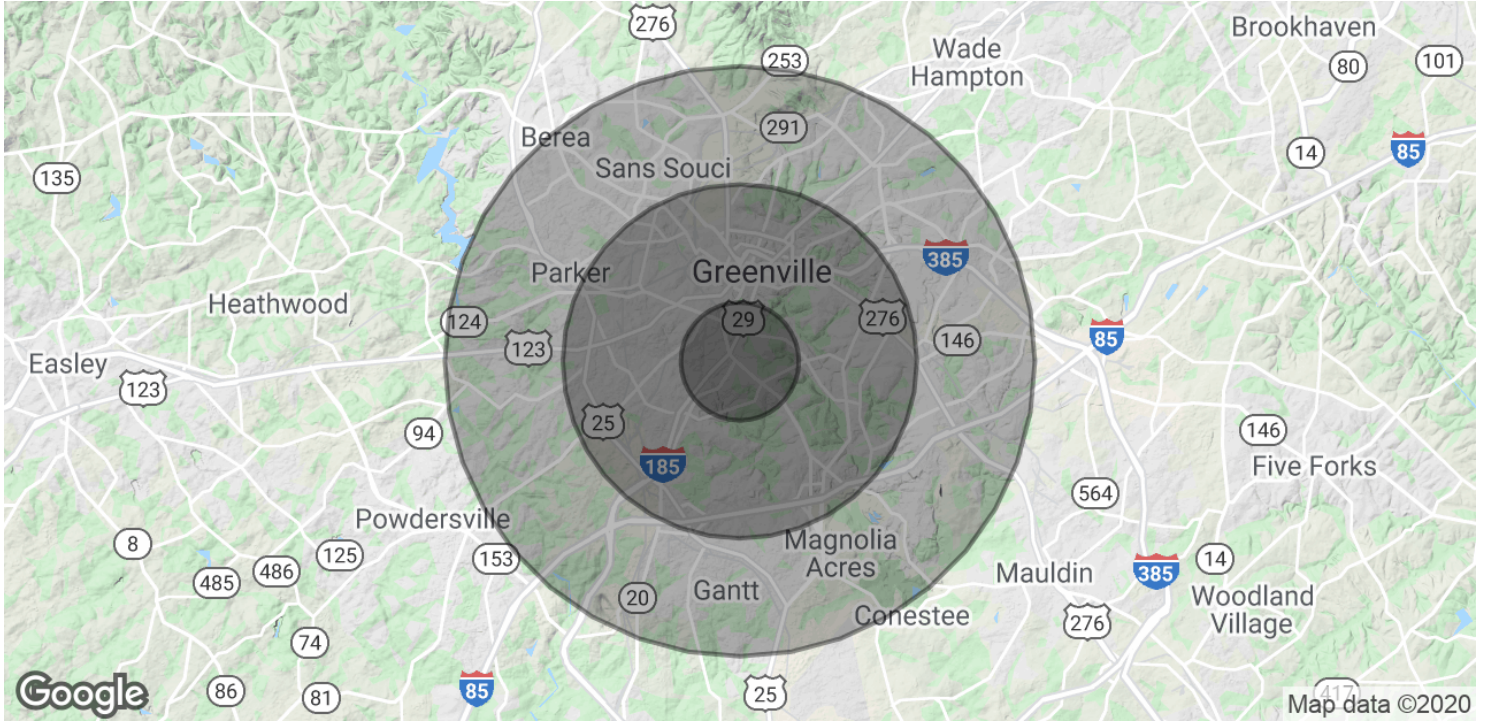 276
Brookhaven
Wade
Hampton
253
80
101
291
Berea
85
14
Sans Souci
135
385
Greenville
Parker
Heathwood
29
276
124
123
146
85
Easley
123
25
94
146
185
Five Forks
564
Powdersville
8
125
153
Magnolia
Acres
14
486
485
Mauldin
385
Gantt
20
Woodland
Village
Conestee
276
74
86
81
85
25
417
Google
Map data ©2020